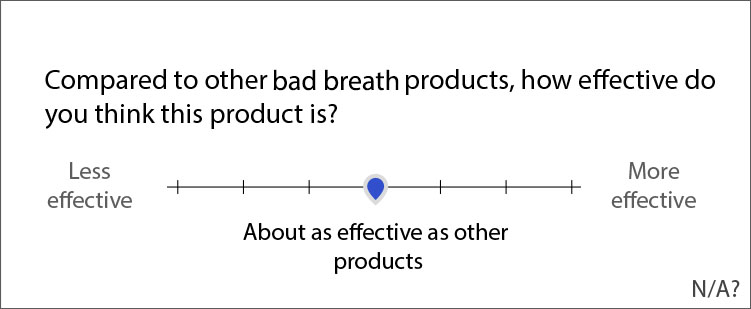 Compared to other bad breath products, how effective do
you think this product is?
Less
effective
More
effective
About as effective as other
products
N/A?